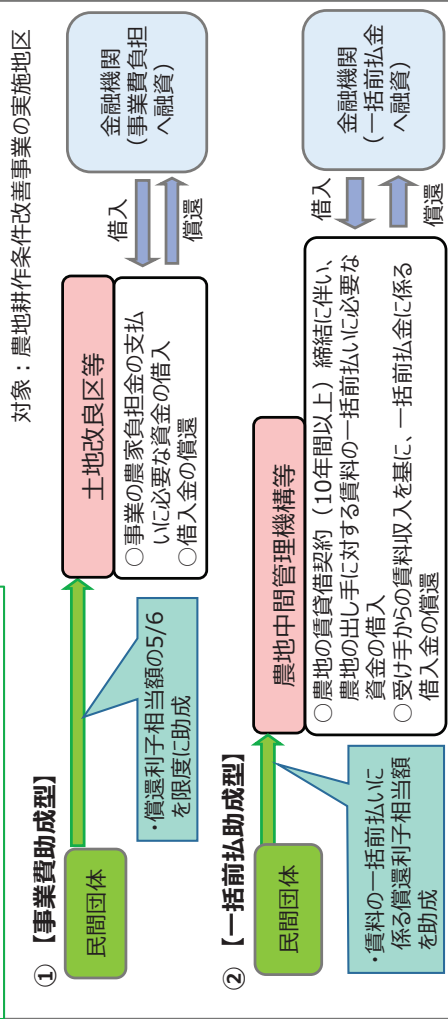 対象：農地耕作条件改善事業の実施地区
① 【事業費助成型】
民間団体
・償還利子相当額の5/6
を限度に助成
土地改良区等
○事業の農家負担金の支払
いに必要な資金の借入
○借入金の償還
借入
償還
金融機関
(事業費負担
へ融資)
② 【一括前払助成型】
民間団体
・賃料の一括前払いに
係る償還利子相当額
を助成
農地中間管理機構等
○農地の賃貸借契約（10年間以上）締結に伴い、
農地の出し手に対する賃料の一括前払いに必要な
資金の借入
○受け手からの賃料収入を基に、一括前払金に係る
借入金の償還
借入
償還
金融機関
(一括前払金
へ融資)